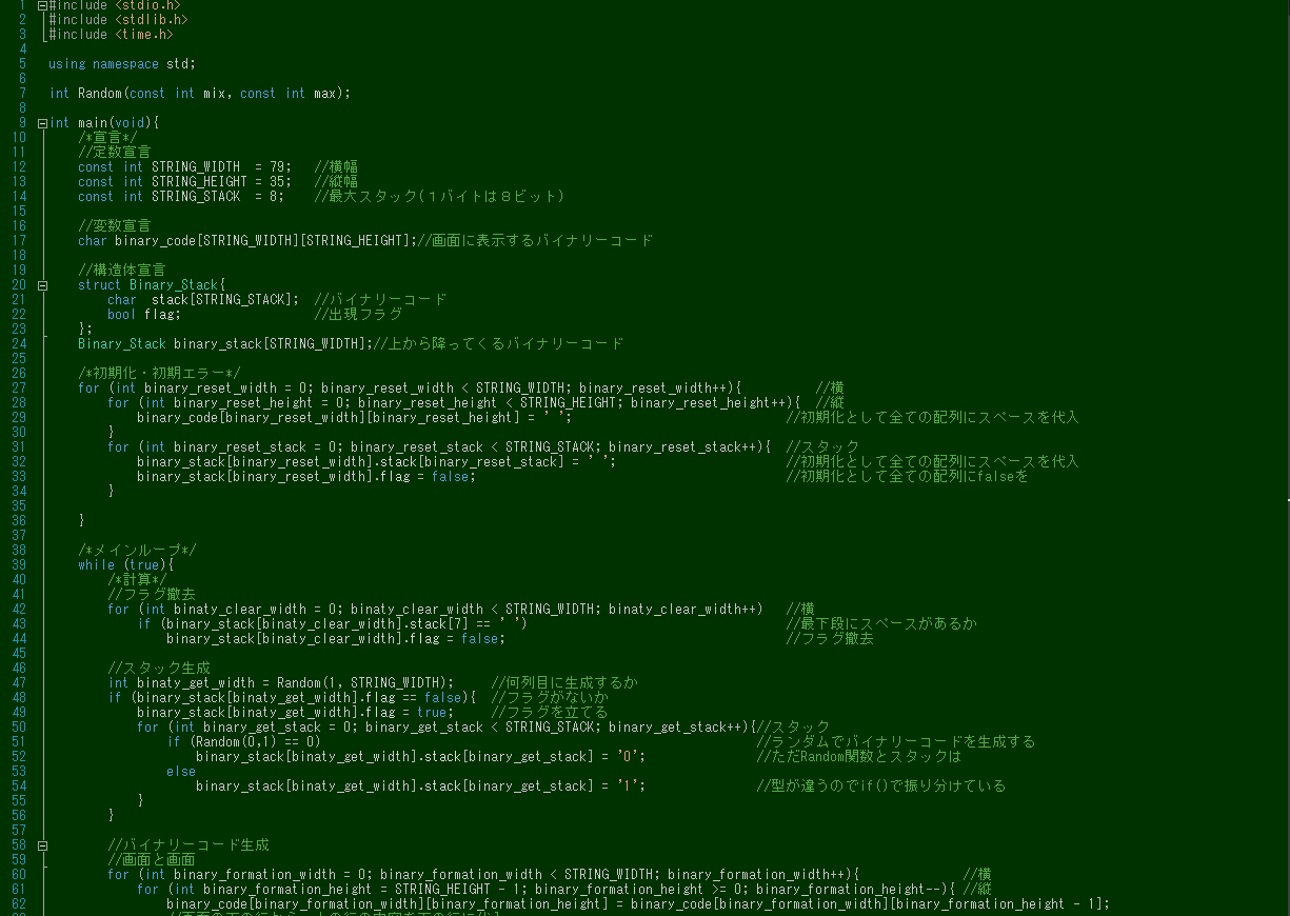 1 #include <stdio.h>
2 #include <stdlib.h>
3 #include <time.h>
4
5 using namespace std;
6
7 int Random(const int mix, const int max);
8
9 int main(void){
10 /*宣言*/
11 //定数宣言
12 const int STRING_WIDTH  = 79;   //横幅
13 const int STRING_HEIGHT = 35;   //縦幅
14 const int STRING_STACK  = 8;    //最大スタック(１バイトは８ビット)
15
16 //変数宣言
17 char binary_code[STRING_WIDTH][STRING_HEIGHT];//画面に表示するバイナリーコード
18
19 //構造体宣言
20 struct Binary_Stack{
21 char  stack[STRING_STACK];  //バイナリーコード
22 bool flag;                  //出現フラグ
23 };
24 Binary_Stack binary_stack[STRING_WIDTH];//上から降ってくるバイナリーコード
25
26 /*初期化・初期エラー*/
27 for (int binary_reset_width = 0; binary_reset_width < STRING_WIDTH; binary_reset_width++){          //横
28 for (int binary_reset_height = 0; binary_reset_height < STRING_HEIGHT; binary_reset_height++){  //縦
29 binary_code[binary_reset_width][binary_reset_height] = ' ';                             //初期化として全ての配列にスペースを代入
30 }
31 for (int binary_reset_stack = 0; binary_reset_stack < STRING_STACK; binary_reset_stack++){  //スタック
32 binary_stack[binary_reset_width].stack[binary_reset_stack] = ' ';                       //初期化として全ての配列にスペースを代入
33 binary_stack[binary_reset_width].flag = false;                                          //初期化として全ての配列にfalseを
34 }
35
36 }
37
38 /*メインループ*/
39 while (true){
40 /*計算*/
41 //フラグ撤去
42 for (int binaty_clear_width = 0; binaty_clear_width < STRING_WIDTH; binaty_clear_width++)   //横
43 if (binary_stack[binaty_clear_width].stack[7] == ' ')                                   //最下段にスペースがあるか
44 binary_stack[binaty_clear_width].flag = false;                                      //フラグ撤去
45
46 //スタック生成
47 int binaty_get_width = Random(1, STRING_WIDTH);     //何列目に生成するか
48 if (binary_stack[binaty_get_width].flag == false){  //フラグがないか
49 binary_stack[binaty_get_width].flag = true;     //フラグを立てる
50 for (int binary_get_stack = 0; binary_get_stack < STRING_STACK; binary_get_stack++){//スタック
51 if (Random(0,1) == 0)                                                           //ランダムでバイナリーコードを生成する
52 binary_stack[binaty_get_width].stack[binary_get_stack] = '0';               //ただRandom関数とスタックは
53 else
54 binary_stack[binaty_get_width].stack[binary_get_stack] = '1';               //型が違うのでif()で振り分けている
55 }
56 }
57
58 //バイナリーコード生成
59 //画面と画面
60 for (int binary_formation_width = 0; binary_formation_width < STRING_WIDTH; binary_formation_width++){              //横
61 for (int binary_formation_height = STRING_HEIGHT - 1; binary_formation_height >= 0; binary_formation_height--){ //縦
62 binary_code[binary_formation_width][binary_formation_height] = binary_code[binary_formation_width][binary_formation_height - 1];